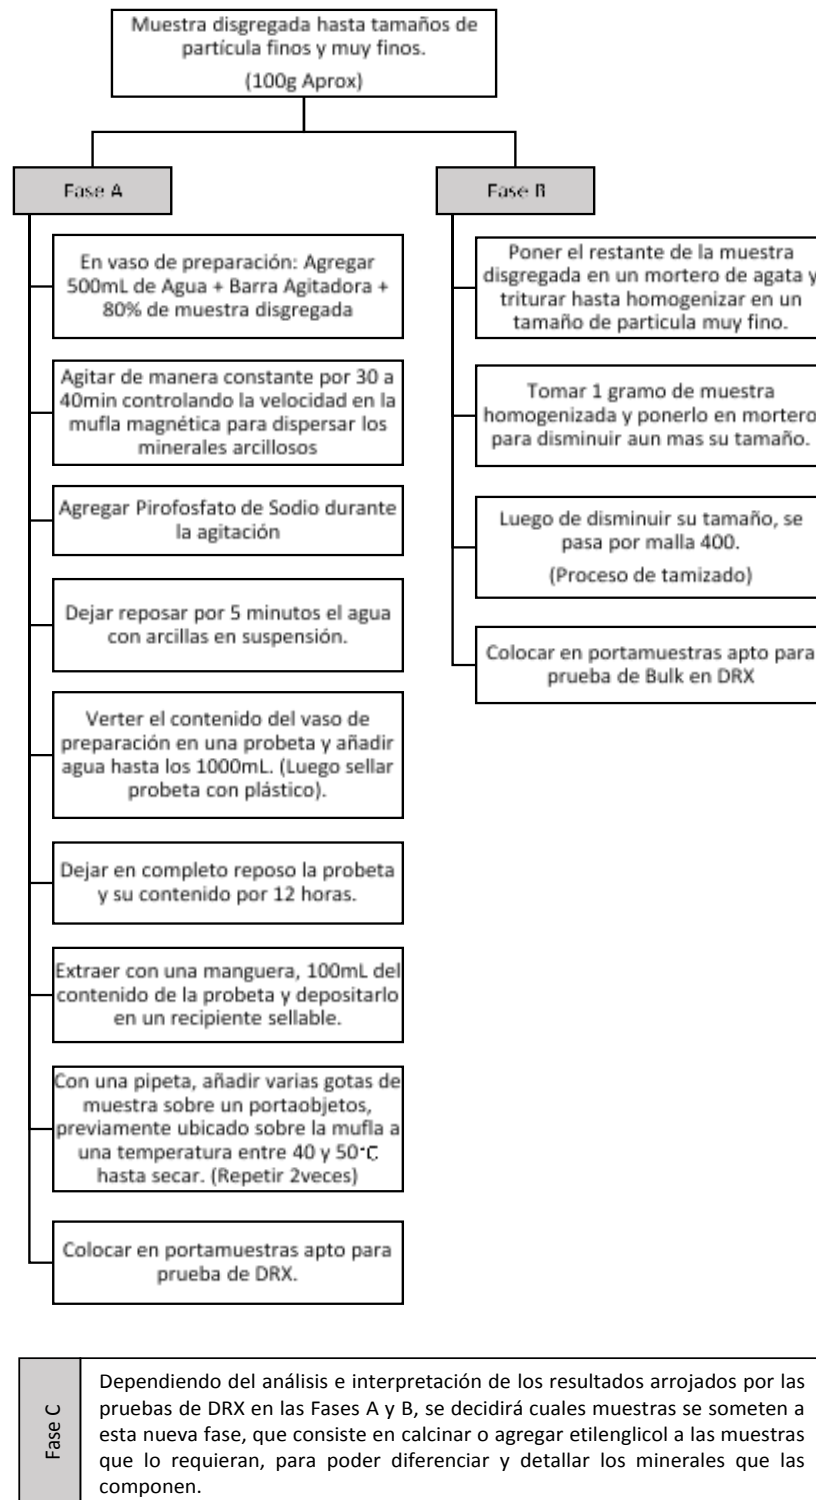 Muestra disgregada hasta tamaños de
partícula finos y muy finos.
(100g Aprox)
Fase A
En vaso de preparación: Agregar
500mL de Agua + Barra Agitadora +
80% de muestra disgregada
Agitar de manera constante por 30 a
40min controlando la velocidad en la
mufla magnética para dispersar los
minerales arcillosos
Agregar Pirofosfato de Sodio durante
la agitación
Dejar reposar por 5 minutos el agua
con arcillas en suspensión.
Verter el contenido del vaso de
preparación en una probeta y añadir
agua hasta los 1000mL. (Luego sellar
probeta con plástico).
Dejar en completo reposo la probeta
y su contenido por 12 horas.
Extraer con una manguera, 100mL del
contenido de la probeta y depositarlo
en un recipiente sellable.
Con una pipeta, añadir varias gotas de
muestra sobre un portaobjetos,
previamente ubicado sobre la mufla a
una temperatura entre 40 y 50°C
hasta secar. (Repetir 2veces)
Colocar en portamuestras apto para
prueba de DRX.
Fase B
Poner el restante de la muestra
disgregada en un mortero de agata y
triturar hasta homogenizar en un
tamaño de particula muy fino.
Tomar 1 gramo de muestra
homogenizada y ponerlo en mortero
para disminuir aun mas su tamaño.
Luego de disminuir su tamaño, se
pasa por malla 400.
(Proceso de tamizado)
Colocar en portamuestras apto para
prueba de Bulk en DRX
Fase C
Dependiendo del análisis e interpretación de los resultados arrojados por las
pruebas de DRX en las Fases A y B, se decidirá cuales muestras se someten a
esta nueva fase, que consiste en calcinar o agregar etilenglicol a las muestras
que lo requieran, para poder diferenciar y detallar los minerales que las
componen.